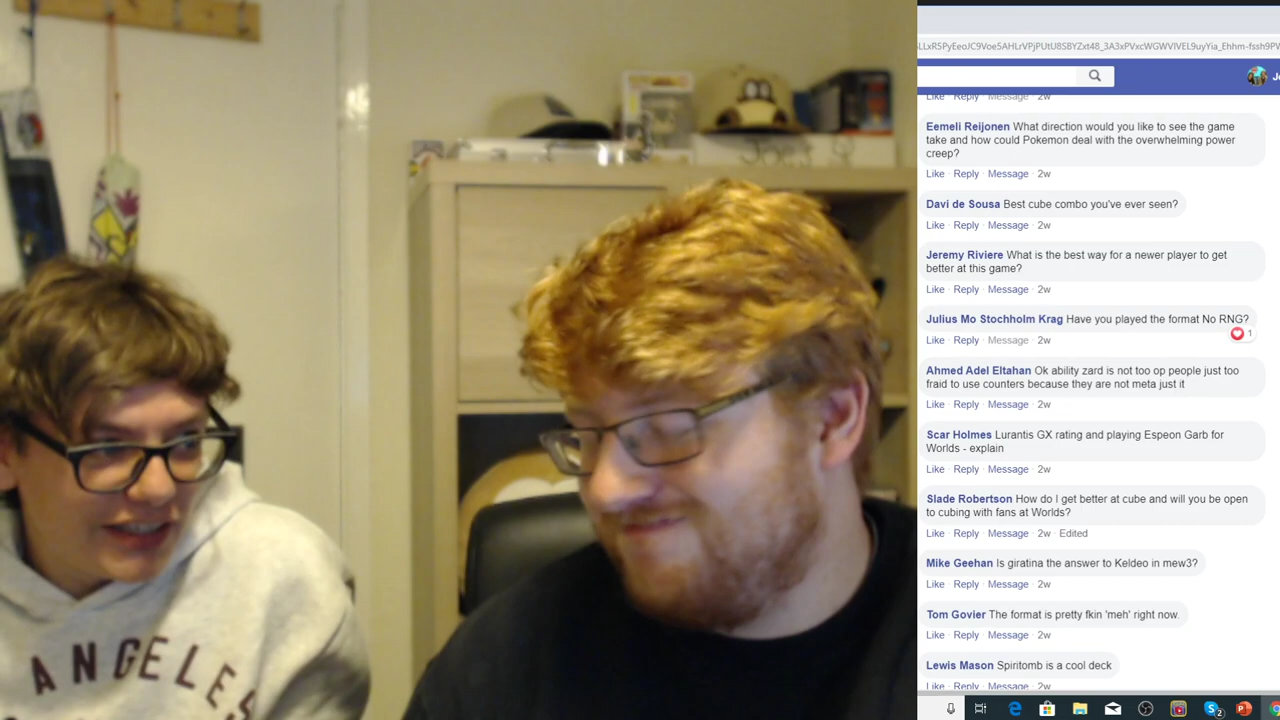 LLxR5PyEeoJC9Voe5AHLrVPjPUtU8SBYZxt48_3A3xPVxcWGWVIVEL9uyYia_Ehhm-fssh9PV
Like · Reply · Message · 2w
Eemeli Reijonen What direction would you like to see the game
take and how could Pokemon deal with the overwhelming power
creep?
Like · Reply · Message · 2w
Davi de Sousa Best cube combo you've ever seen?
Like · Reply · Message · 2w
Jeremy Riviere What is the best way for a newer player to get
better at this game?
Like · Reply · Message · 2w
Julius Mo Stochholm Krag Have you played the format No RNG?
1
Like · Reply · Message · 2w
Ahmed Adel Eltahan Ok ability zard is not too op people just too
fraid to use counters because they are not meta just it
Like · Reply · Message · 2w
Scar Holmes Lurantis GX rating and playing Espeon Garb for
Worlds - explain
Like · Reply · Message · 2w
Slade Robertson How do I get better at cube and will you be open
to cubing with fans at Worlds?
Like · Reply · Message · 2w · Edited
Mike Geehan Is giratina the answer to Keldeo in mew3?
Like · Reply · Message · 2w
Tom Govier The format is pretty fkin 'meh' right now.
Like · Reply · Message · 2w
Lewis Mason Spiritomb is a cool deck
Like · Reply · Message · 2w
ANGELES